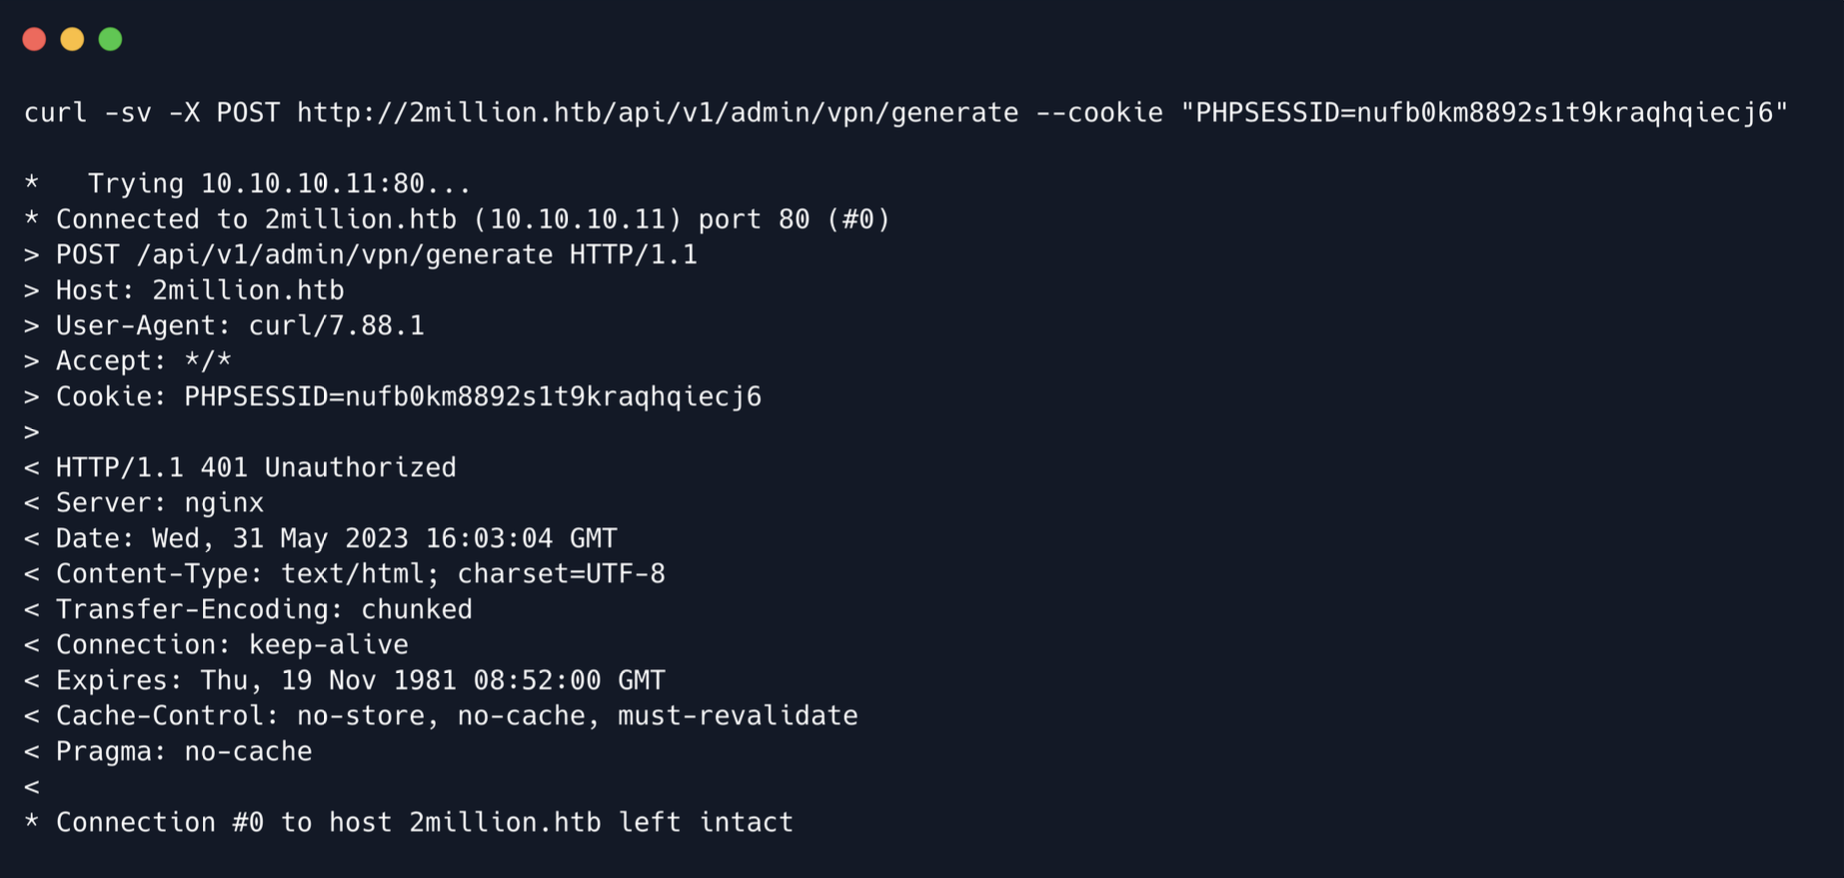 curl -sv -X POST http://2million.htb/api/v1/admin/vpn/generate --cookie "PHPSESSID=nufb0km8892s1t9kraqhqiecj6"
*   Trying 10.10.10.11:80...
* Connected to 2million.htb (10.10.10.11) port 80 (#0)
> POST /api/v1/admin/vpn/generate HTTP/1.1
> Host: 2million.htb
> User-Agent: curl/7.88.1
> Accept: */*
> Cookie: PHPSESSID=nufb0km8892s1t9kraqhqiecj6
>
< HTTP/1.1 401 Unauthorized
< Server: nginx
< Date: Wed, 31 May 2023 16:03:04 GMT
< Content-Type: text/html; charset=UTF-8
< Transfer-Encoding: chunked
< Connection: keep-alive
< Expires: Thu, 19 Nov 1981 08:52:00 GMT
< Cache-Control: no-store, no-cache, must-revalidate
< Pragma: no-cache
<
* Connection #0 to host 2million.htb left intact